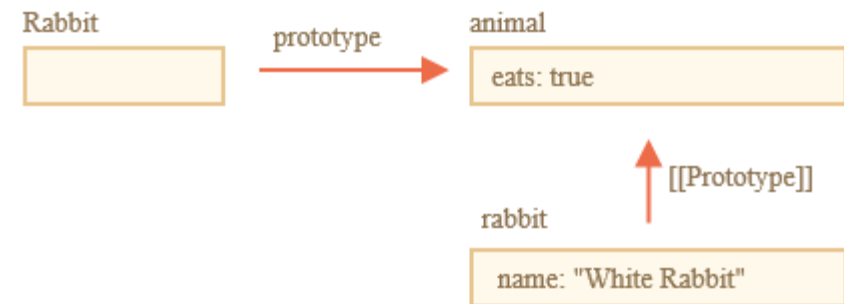 Rabbit
prototype
animal
eats: true
[[Prototype]]
rabbit
name: "White Rabbit"